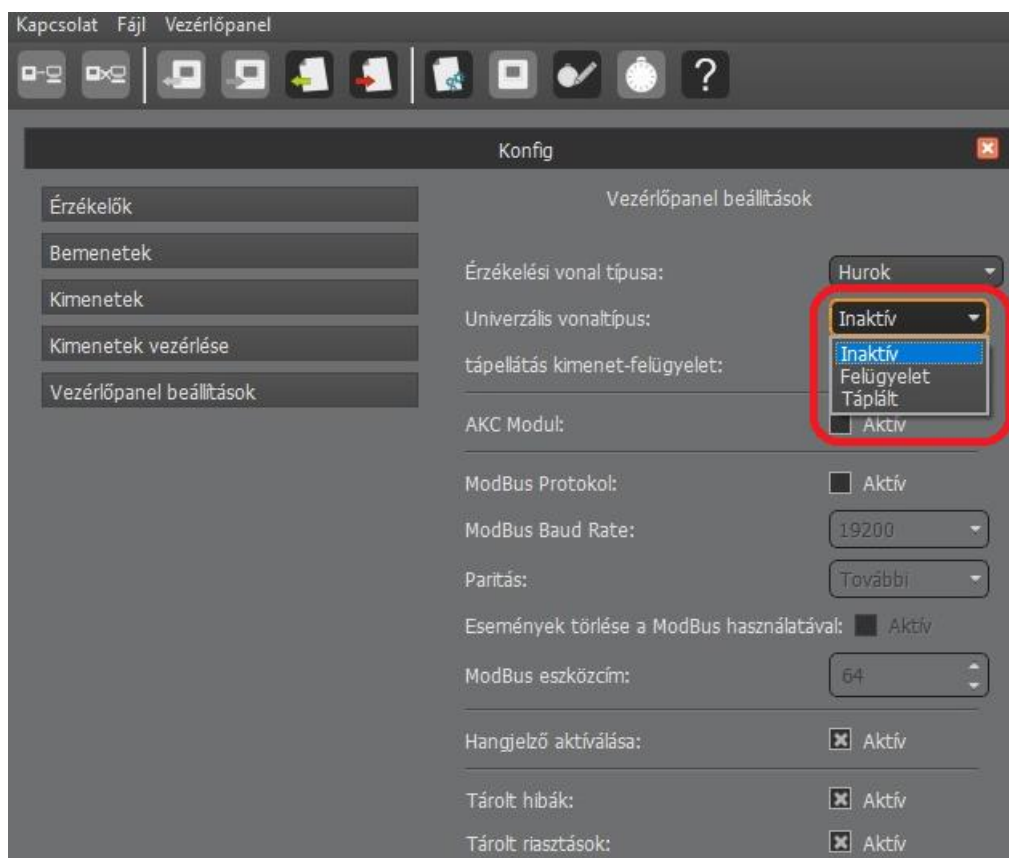 Kapcsolat Fájl Vezérlőpanel
?
Konfig
Érzékelők
Bemenetek
Kimenetek
Kimenetek vezérlése
Vezérlőpanel beállítások
Vezérlőpanel beállítások
Érzékelési vonal típusa: Hurok
Univerzális vonaltípus: Inaktív
Inaktív
Felügyelet
Táplált
tápellátás kimenet-felügyelet:
AKC Modul: Aktív
ModBus Protokol: Aktív
ModBus Baud Rate: 19200
Paritás: További
Események törlése a ModBus használatával: Aktív
ModBus eszközcím: 64
Hangjelző aktíválása: Aktív
Tárolt hibák: Aktív
Tárolt riasztások: Aktív